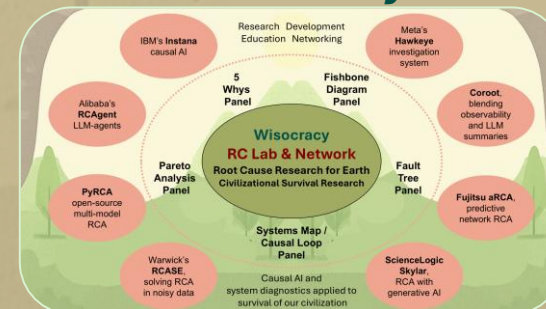 Research Development
Education Networking
IBM's Instana
causal AI
Meta's
Hawkeye
investigation
system
5
Whys
Panel
Fishbone
Diagram
Panel
Alibaba's
RCAgent
LLM-agents
Coroot,
blending
observability
and LLM
summaries
Wisocracy
RC Lab & Network
Root Cause Research for Earth
Civilizational Survival Research
Pareto
Analysis
Panel
Fault
Tree
Panel
PyRCA
open-source
multi-model
RCA
Fujitsu aRCA,
predictive
network RCA
Systems Map /
Causal Loop
Panel
Warwick's
RCASE,
solving RCA
in noisy data
Causal AI and
system diagnostics applied to
survival of our civilization
ScienceLogic
Skylar,
RCA with
generative AI